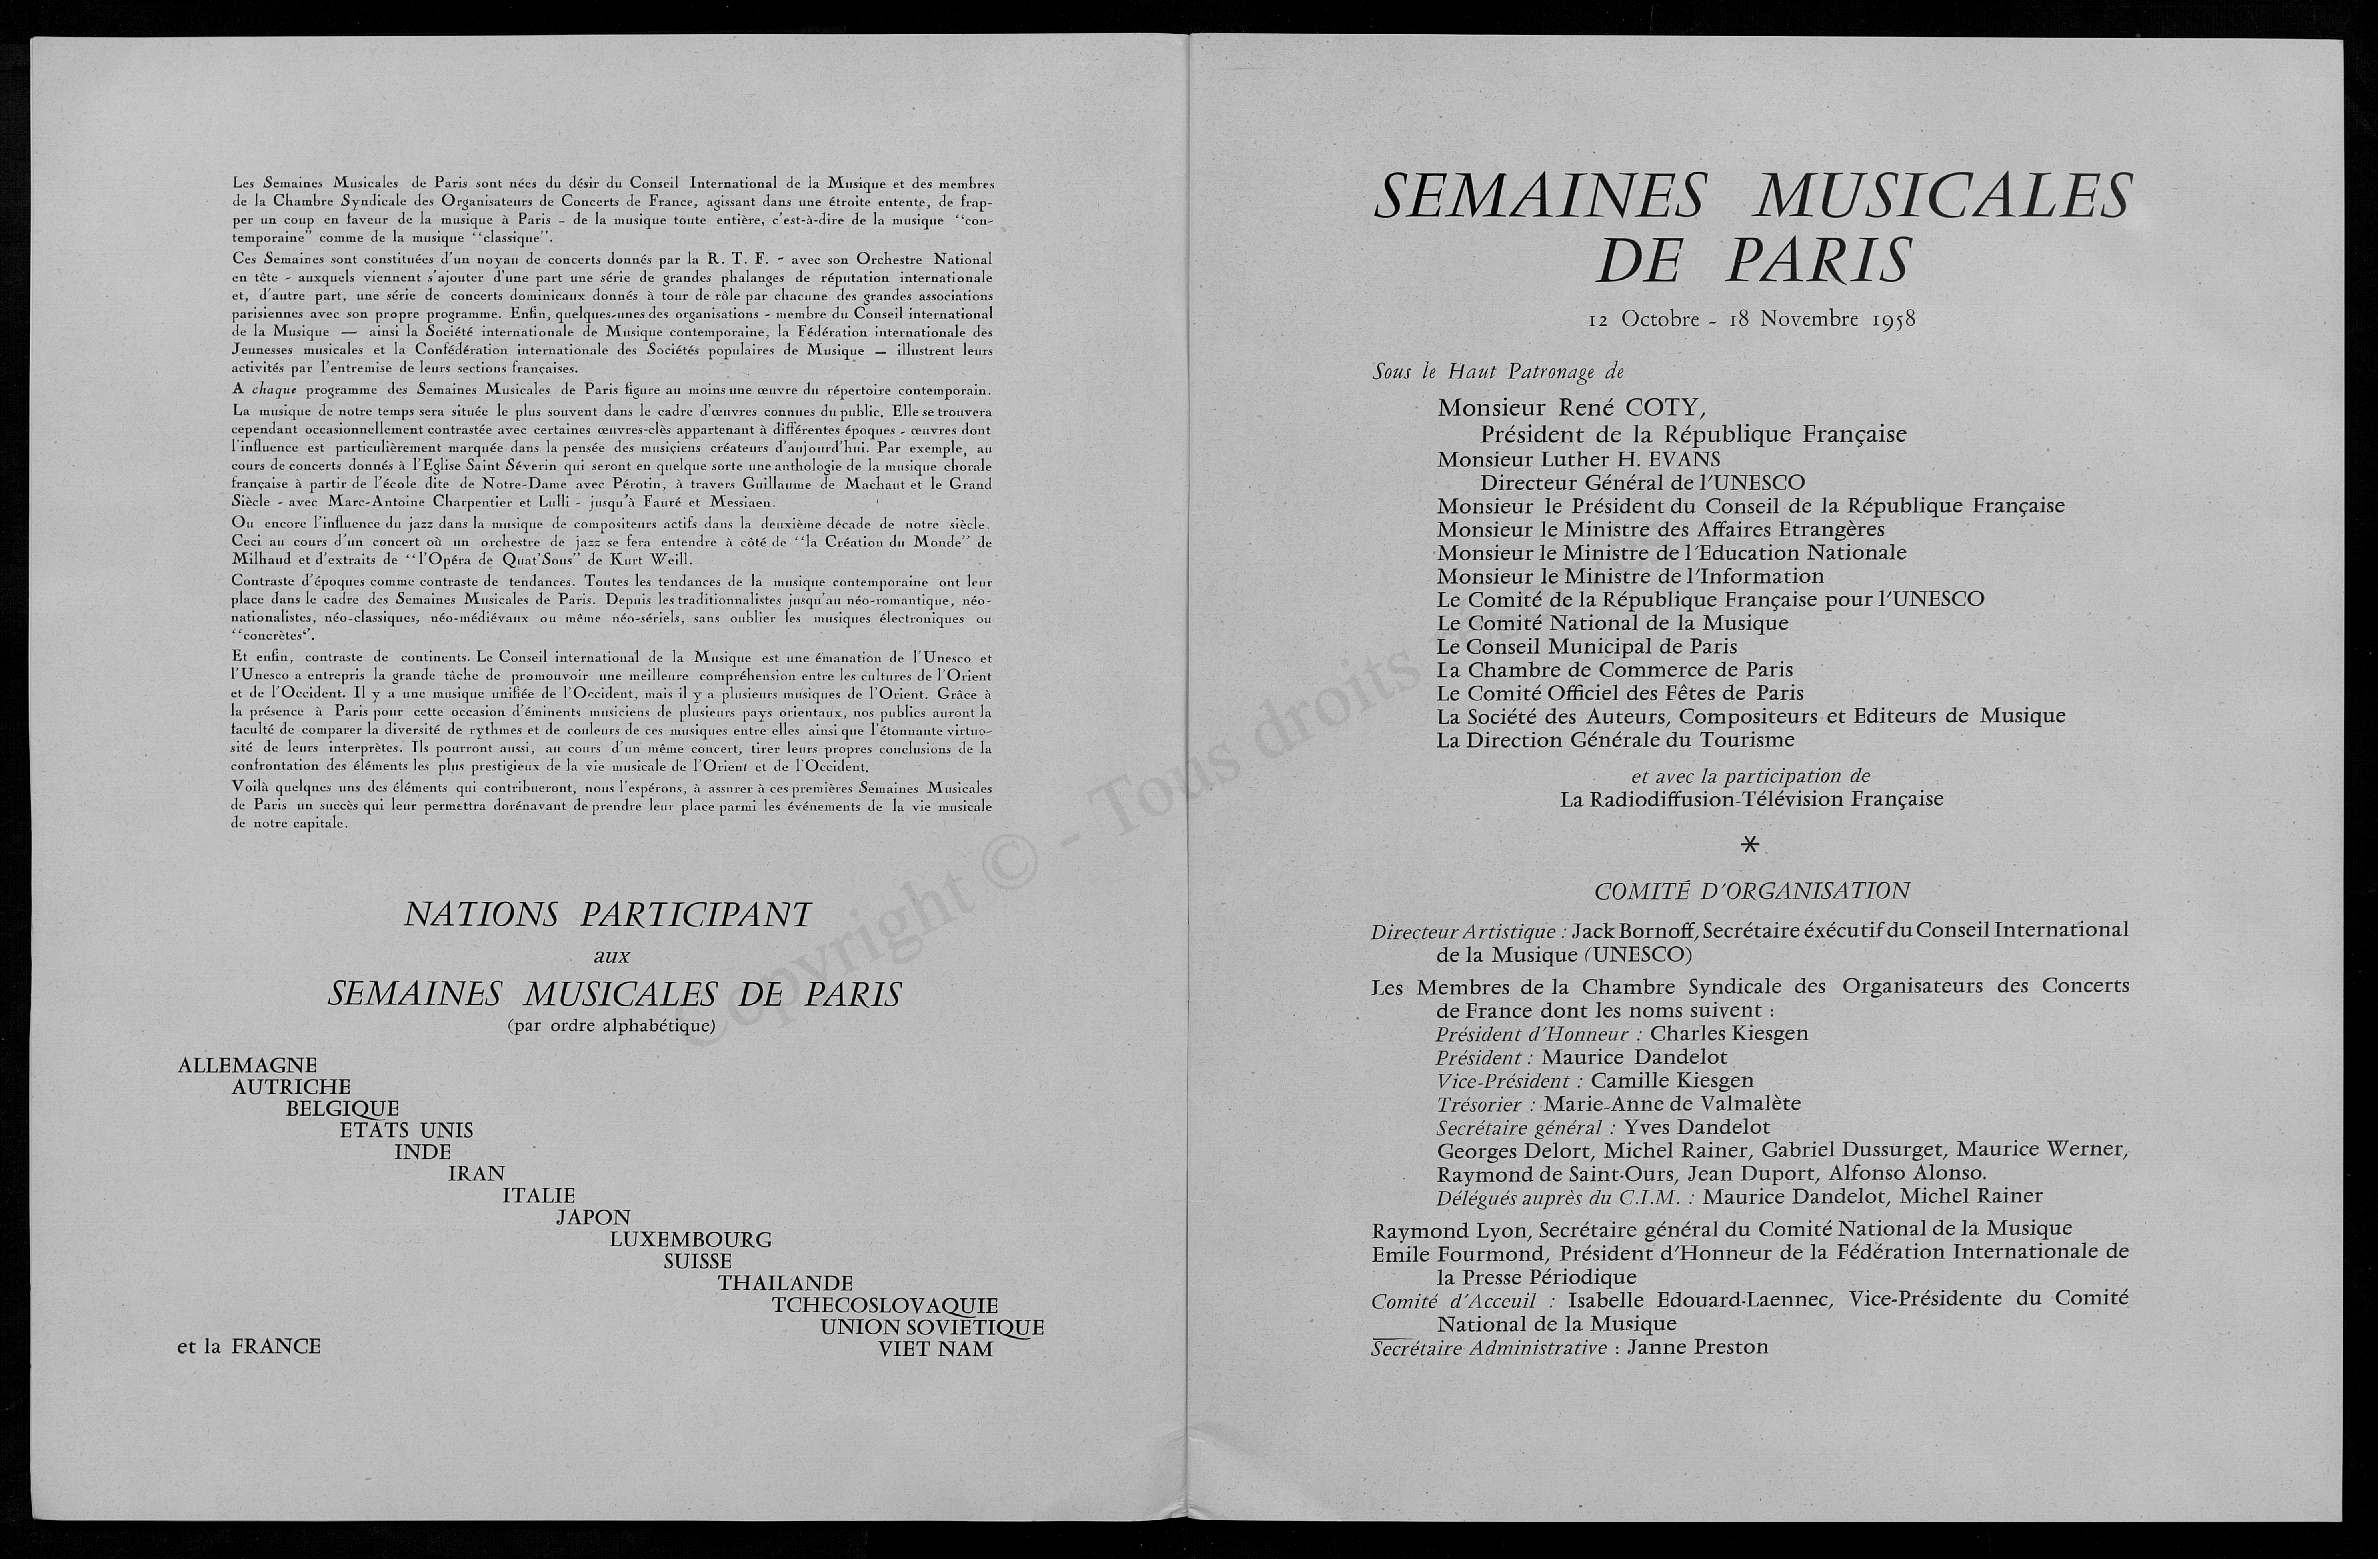 Les Semaines Musicales de Paris sont nées du désir du Conseil International de la Musique et des membres
de la Chambre Syndicale des Organisateurs de Concerts de France, agissant dans une étroite entente, de frap-
per un coup en faveur de la musique à Paris - de la musique toute entière, c'est-à-dire de la musique "con-
temporaine" comme de la musique "classique".
Ces Semaines sont constituées d'un noyau de concerts donnés par la R. T. F. - avec son Orchestre National
en tête - auxquels viennent s'ajouter d'une part une série de grandes phalanges de réputation internationale
et, d'autre part, une série de concerts dominicaux donnés à tour de rôle par chacune des grandes associations
parisiennes avec son propre programme. Enfin, quelques-unes des organisations - membre du Conseil international
de la Musique — ainsi la Société internationale de Musique contemporaine, la Fédération internationale des
Jeunesses musicales et la Confédération internationale des Sociétés populaires de Musique — illustrent leurs
activités par l'entremise de leurs sections françaises.
A chaque programme des Semaines Musicales de Paris figure au moins une œuvre du répertoire contemporain.
La musique de notre temps sera située le plus souvent dans le cadre d'œuvres connues du public. Elle se trouvera
cependant occasionnellement contrastée avec certaines œuvres-clès appartenant à différentes époques - œuvres dont
l'influence est particulièrement marquée dans la pensée des musiciens créateurs d'aujourd'hui. Par exemple, au
cours de concerts donnés à l'Eglise Saint Séverin qui seront en quelque sorte une anthologie de la musique chorale
française à partir de l'école dite de Notre-Dame avec Pérotin, à travers Guillaume de Machaut et le Grand
Siècle - avec Marc-Antoine Charpentier et Lulli - jusqu'à Fauré et Messiaen.
Ou encore l'influence du jazz dans la musique de compositeurs actifs dans la deuxième décade de notre siècle.
Ceci au cours d'un concert où un orchestre de jazz se fera entendre à côté de "la Création du Monde" de
Milhaud et d'extraits de "l'Opéra de Quat'Sous" de Kurt Weill.
Contraste d'époques comme contraste de tendances. Toutes les tendances de la musique contemporaine ont leur
place dans le cadre des Semaines Musicales de Paris. Depuis les traditionnalistes jusqu'au néo-romantique, néo-
nationalistes, néo-classiques, néo-médiévaux ou même néo-sériels, sans oublier les musiques électroniques ou
"concrètes".
Et enfin, contraste de continents. Le Conseil international de la Musique est une émanation de l'Unesco et
l'Unesco a entrepris la grande tâche de promouvoir une meilleure compréhension entre les cultures de l'Orient
et de l'Occident. Il y a une musique unifiée de l'Occident, mais il y a plusieurs musiques de l'Orient. Grâce à
la présence à Paris pour cette occasion d'éminents musiciens de plusieurs pays orientaux, nos publics auront la
faculté de comparer la diversité de rythmes et de couleurs de ces musiques entre elles ainsi que l'étonnante virtuo-
sité de leurs interprètes. Ils pourront aussi, au cours d'un même concert, tirer leurs propres conclusions de la
confrontation des éléments les plus prestigieux de la vie musicale de l'Orient et de l'Occident.
Voilà quelques uns des éléments qui contribueront, nous l'espérons, à assurer à ces premières Semaines Musicales
de Paris un succès qui leur permettra dorénavant de prendre leur place parmi les événements de la vie musicale
de notre capitale.
NATIONS PARTICIPANT
aux
SEMAINES MUSICALES DE PARIS
(par ordre alphabétique)
ALLEMAGNE
AUTRICHE
BELGIQUE
ETATS UNIS
INDE
IRAN
ITALIE
JAPON
LUXEMBOURG
SUISSE
THAILANDE
TCHECOSLOVAQUIE
UNION SOVIETIQUE
VIET NAM
et la FRANCE
SEMAINES MUSICALES
DE PARIS
12 Octobre - 18 Novembre 1958
Sous le Haut Patronage de
Monsieur René COTY,
Président de la République Française
Monsieur Luther H. EVANS
Directeur Général de l'UNESCO
Monsieur le Président du Conseil de la République Française
Monsieur le Ministre des Affaires Etrangères
Monsieur le Ministre de l'Education Nationale
Monsieur le Ministre de l'Information
Le Comité de la République Française pour l'UNESCO
Le Comité National de la Musique
Le Conseil Municipal de Paris
La Chambre de Commerce de Paris
Le Comité Officiel des Fêtes de Paris
La Société des Auteurs, Compositeurs et Editeurs de Musique
La Direction Générale du Tourisme
et avec la participation de
La Radiodiffusion-Télévision Française
*
COMITÉ D'ORGANISATION
Directeur Artistique : Jack Bornoff, Secrétaire éxécutif du Conseil International
de la Musique (UNESCO)
Les Membres de la Chambre Syndicale des Organisateurs des Concerts
de France dont les noms suivent :
Président d'Honneur : Charles Kiesgen
Président : Maurice Dandelot
Vice-Président : Camille Kiesgen
Trésorier : Marie-Anne de Valmalète
Secrétaire général : Yves Dandelot
Georges Delort, Michel Rainer, Gabriel Dussurget, Maurice Werner,
Raymond de Saint-Ours, Jean Duport, Alfonso Alonso.
Délégués auprès du C.I.M. : Maurice Dandelot, Michel Rainer
Raymond Lyon, Secrétaire général du Comité National de la Musique
Emile Fourmond, Président d'Honneur de la Fédération Internationale de
la Presse Périodique
Comité d'Acceuil : Isabelle Edouard-Laennec, Vice-Présidente du Comité
National de la Musique
Secrétaire Administrative : Janne Preston
Copyright © - Tous droits